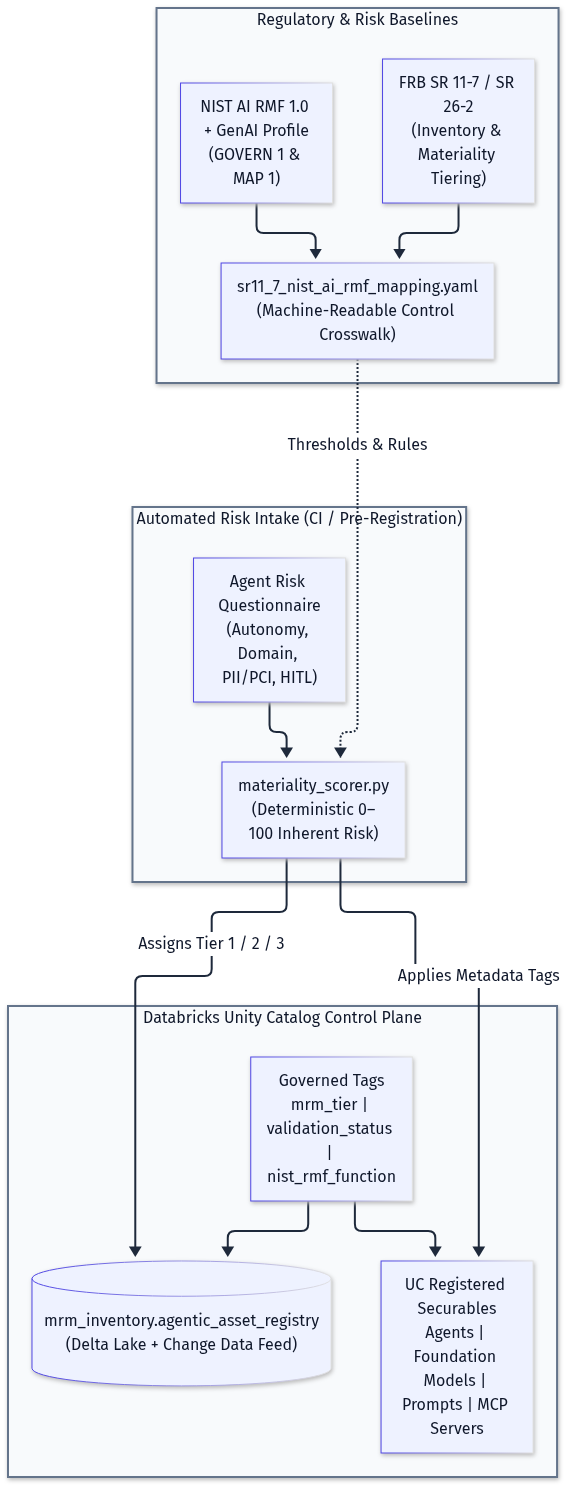 Regulatory & Risk Baselines
NIST AI RMF 1.0
+ GenAI Profile
(GOVERN 1 &
MAP 1)
FRB SR 11-7 / SR
26-2
(Inventory &
Materiality
Tiering)
sr11_7_nist_ai_rmf_mapping.yaml
(Machine-Readable Control
Crosswalk)
Thresholds & Rules
Automated Risk Intake (CI / Pre-Registration)
Agent Risk
Questionnaire
(Autonomy,
Domain,
PII/PCI, HITL)
materiality_scorer.py
(Deterministic 0–
100 Inherent Risk)
Assigns Tier 1 / 2 / 3
Applies Metadata Tags
Databricks Unity Catalog Control Plane
Governed Tags
mrm_tier |
validation_status
|
nist_rmf_function
mrm_inventory.agentic_asset_registry
(Delta Lake + Change Data Feed)
UC Registered
Securables
Agents |
Foundation
Models |
Prompts | MCP
Servers